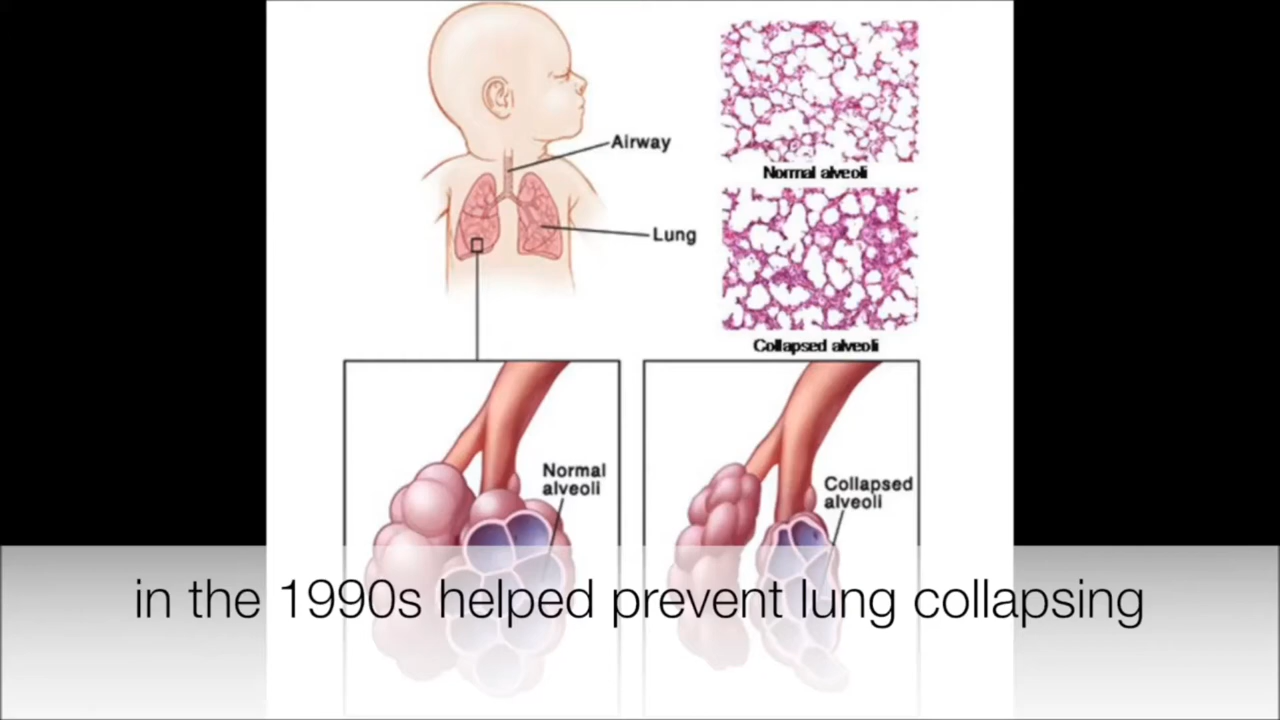 Airway
Normal alveoli
Lung
Collapsed alveoli
Normal
alveoli
Collapsed
alveoli
in the 1990s helped prevent lung collapsing